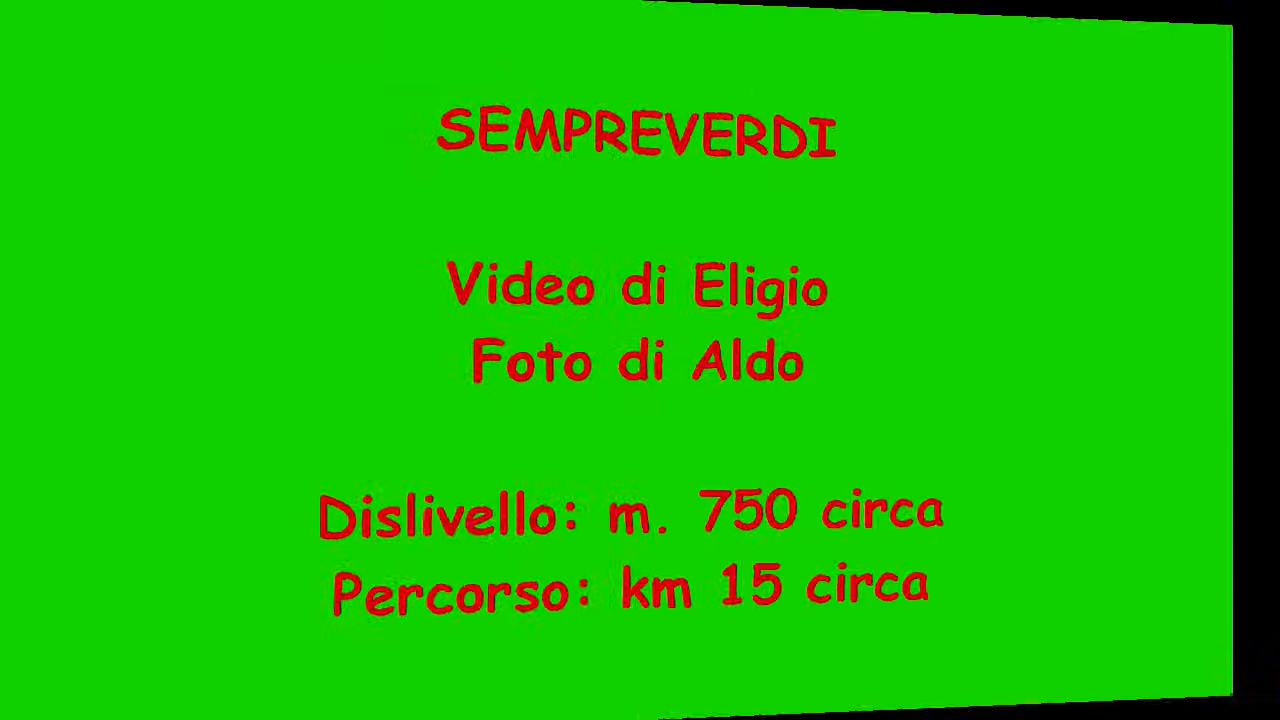 SEMPREVERDI
Video di Eligio
Foto di Aldo
Dislivello: m. 750 circa
Percorso: km 15 circa